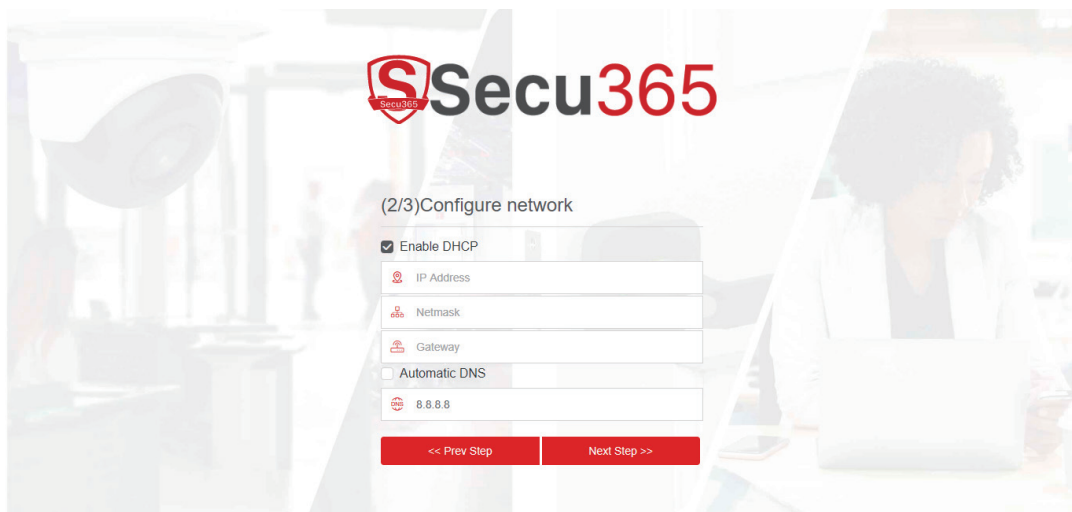 Secu365
Secu365
(2/3)Configure network
Enable DHCP
IP Address
Netmask
Gateway
Automatic DNS
DNS
8.8.8.8
<< Prev Step
Next Step >>